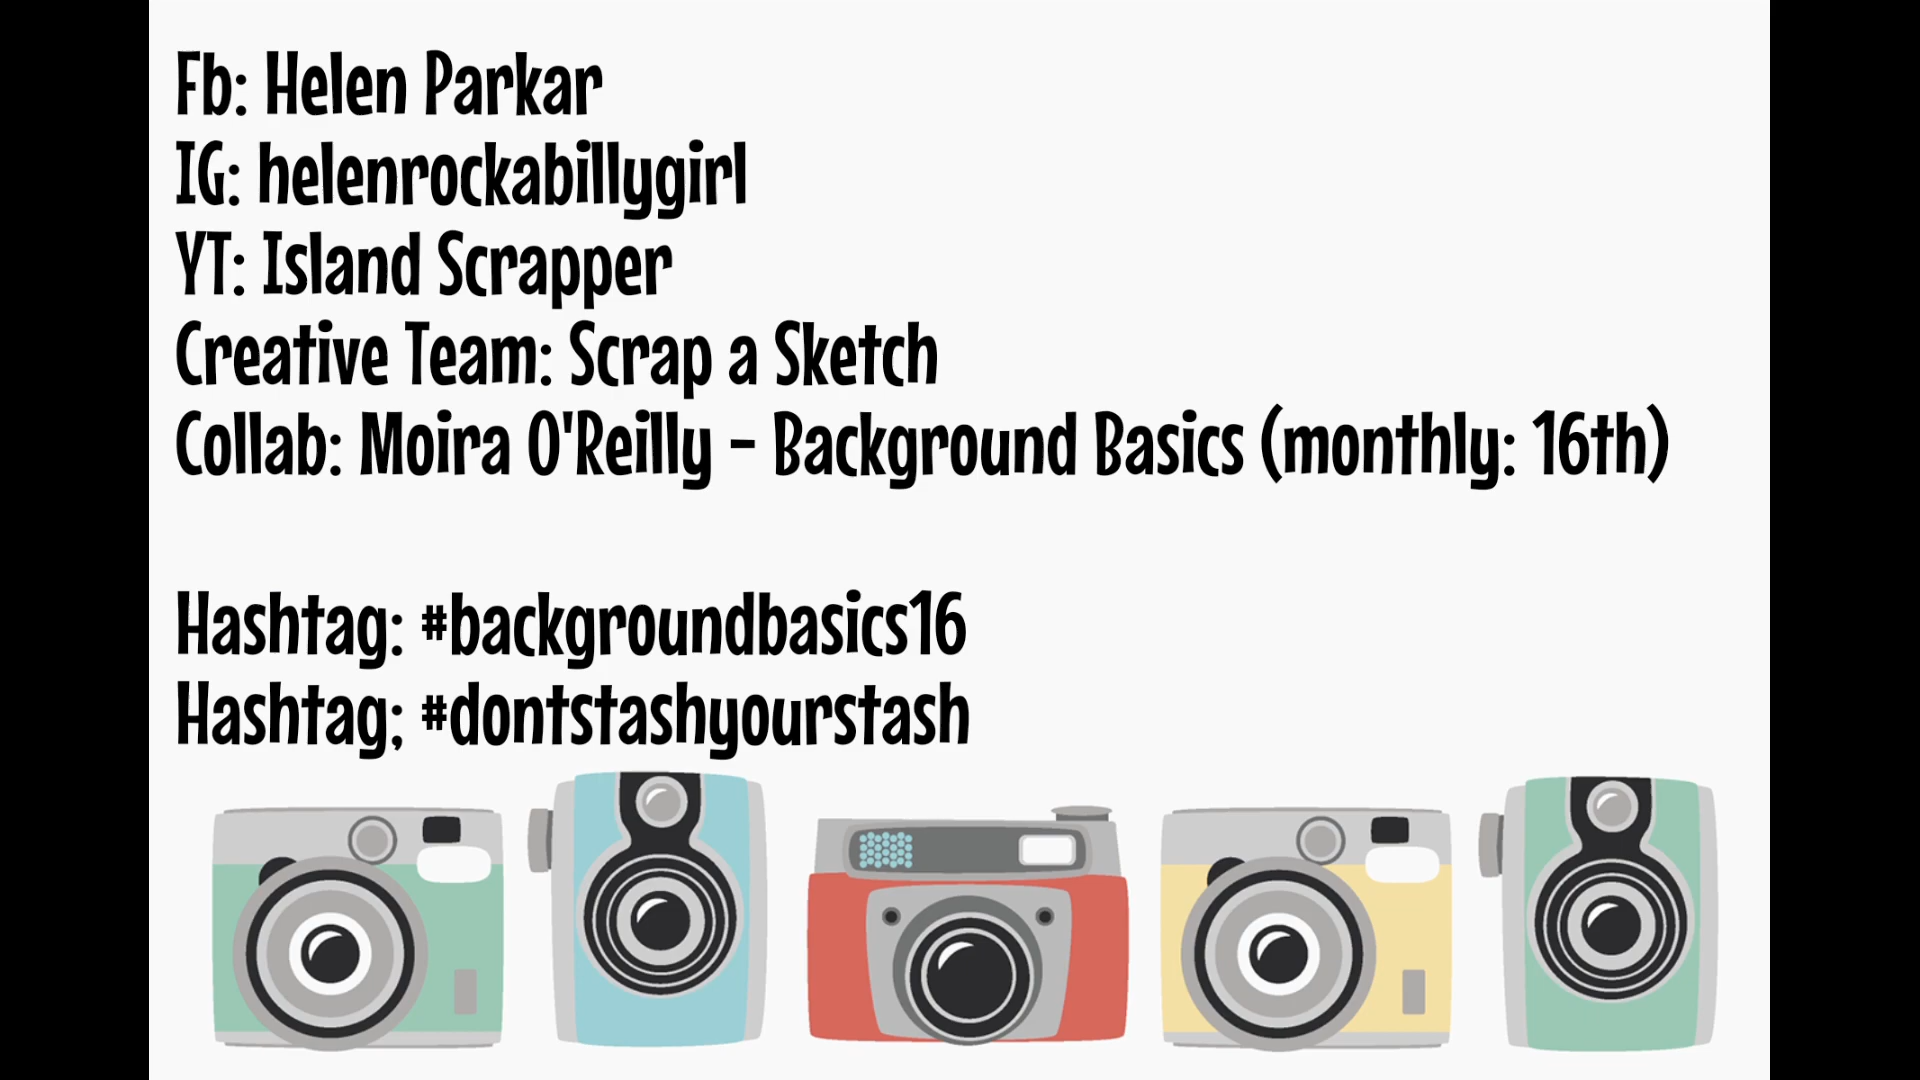 Fb: Helen Parkar
IG: helenrockabillygirl
YT: Island Scrapper
Creative Team: Scrap a Sketch
Collab: Moira O'Reilly - Background Basics (monthly: 16th)
Hashtag: #backgroundbasics16
Hashtag; #dontstashyourstash